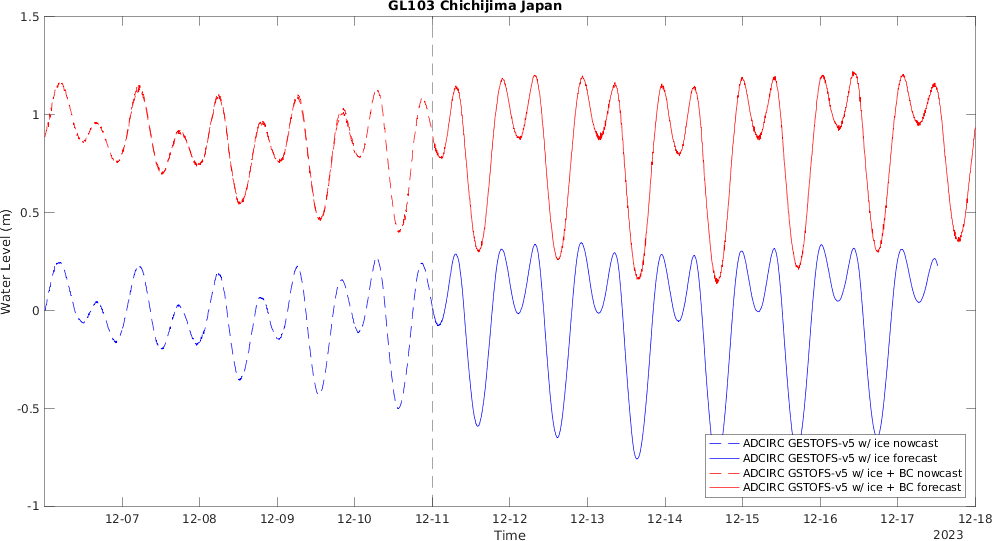 GL103 Chichijima Japan
1.5
1
0.5
0
-0.5
-1
Water Level (m)
12-07
12-08
12-09
12-10
12-11
12-12
12-13
12-14
12-15
12-16
12-17
12-18
Time
2023
ADCIRC GESTOFS-v5 w/ ice nowcast
ADCIRC GESTOFS-v5 w/ ice forecast
ADCIRC GSTOFS-v5 w/ ice + BC nowcast
ADCIRC GSTOFS-v5 w/ ice + BC forecast